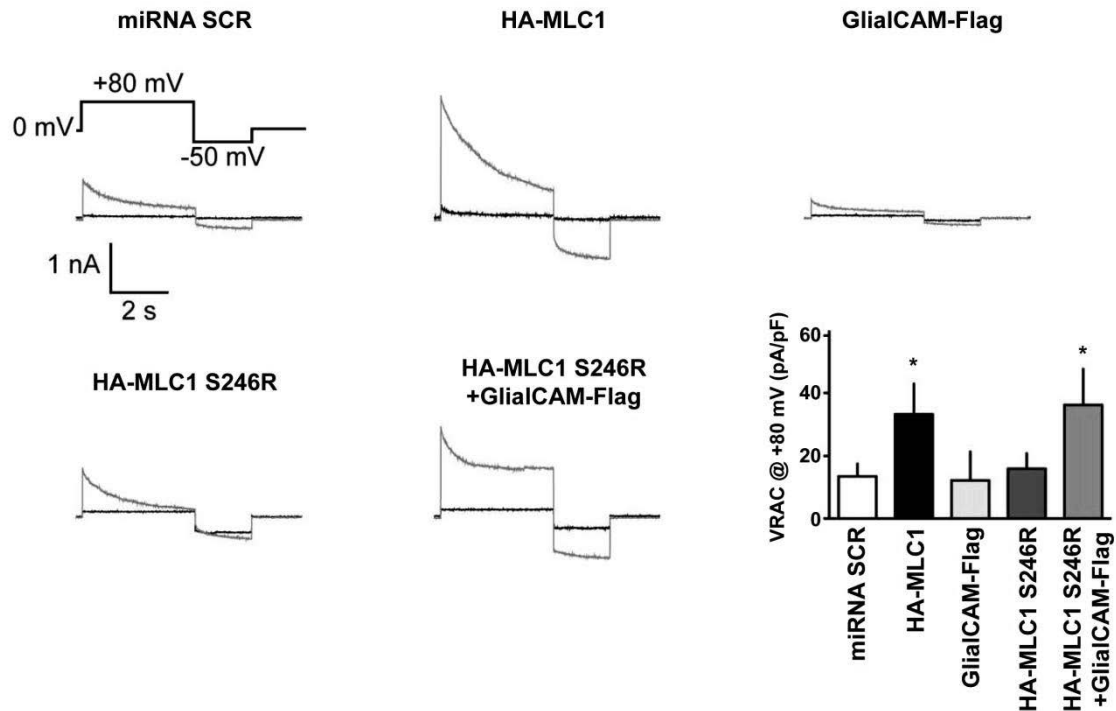 miRNA SCR
HA-MLC1
GlialCAM-Flag
+80 mV
0 mV
-50 mV
1 nA
2 s
HA-MLC1 S246R
HA-MLC1 S246R
+GlialCAM-Flag
VRAC @ +80 mV (pA/pF)
60
40
20
0
*
*
miRNA SCR
HA-MLC1
GlialCAM-Flag
HA-MLC1 S246R
HA-MLC1 S246R
+GlialCAM-Flag